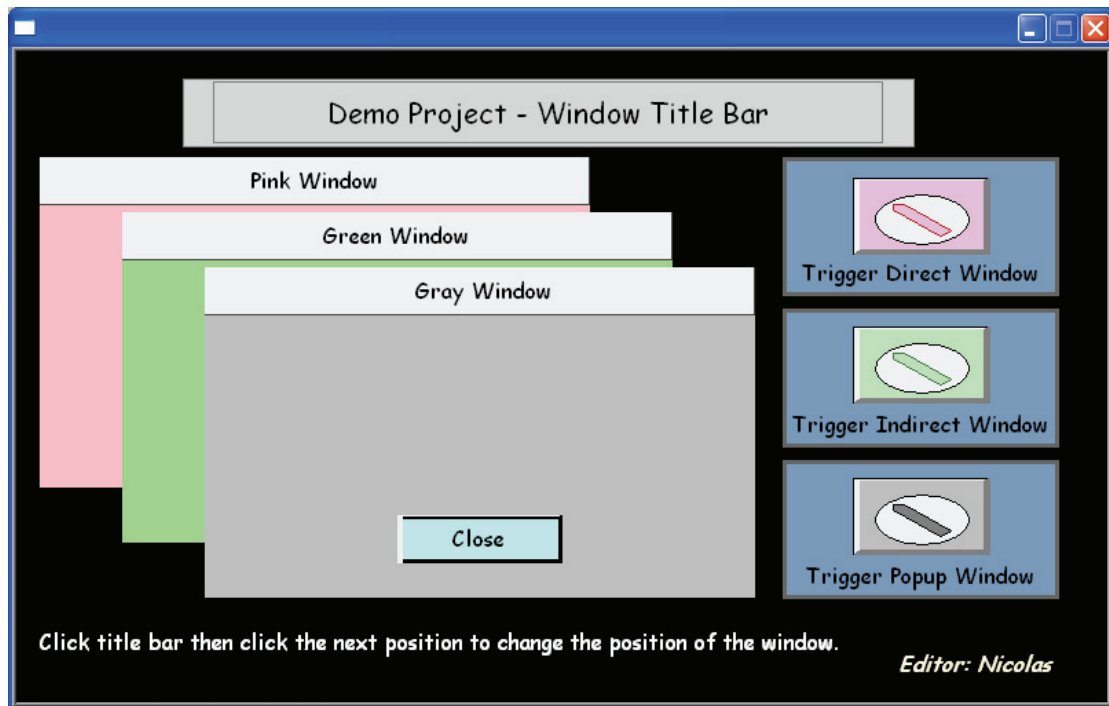 Demo Project - Window Title Bar
Pink Window
Green Window
Gray Window
Close
Trigger Direct Window
Trigger Indirect Window
Trigger Popup Window
Click title bar then click the next position to change the position of the window.
Editor: Nicolas